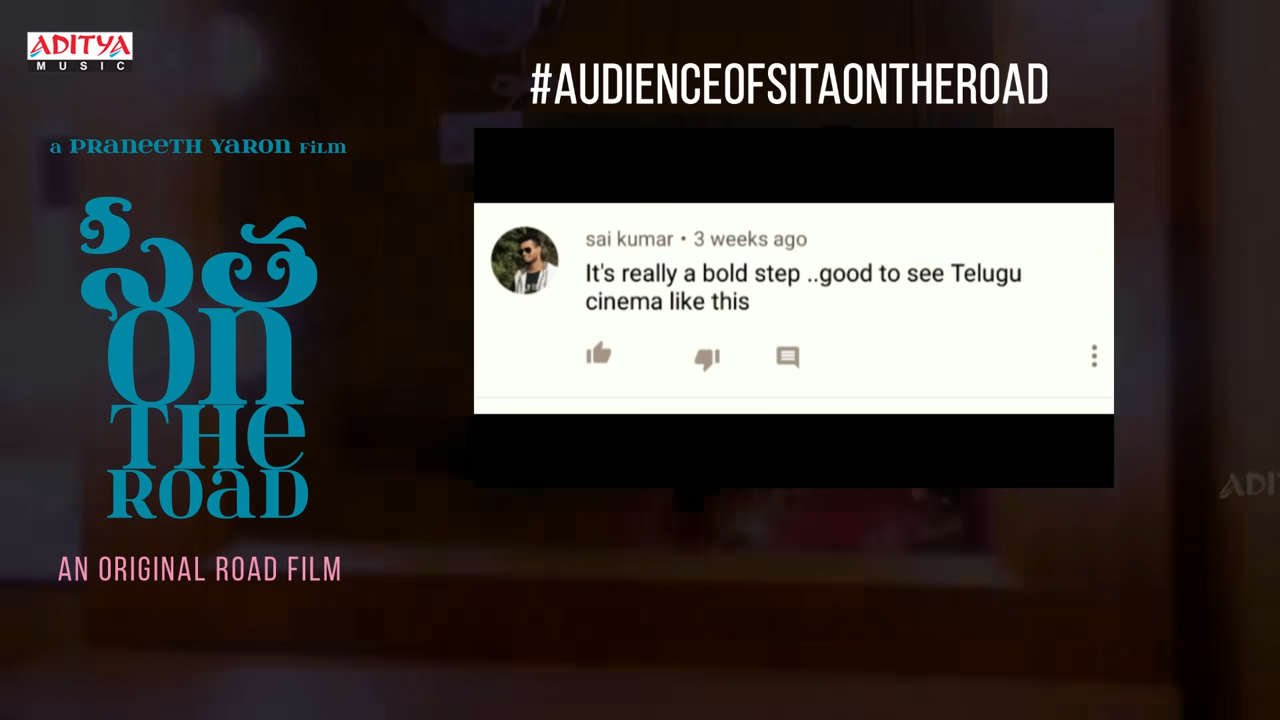 ADITYA
MUSIC
#AUDIENCEOFSITAONTHEROAD
a PRANEETH YARON FILM
సీత
ON
THE
ROAD
AN ORIGINAL ROAD FILM
sai kumar • 3 weeks ago
It's really a bold step ..good to see Telugu
cinema like this